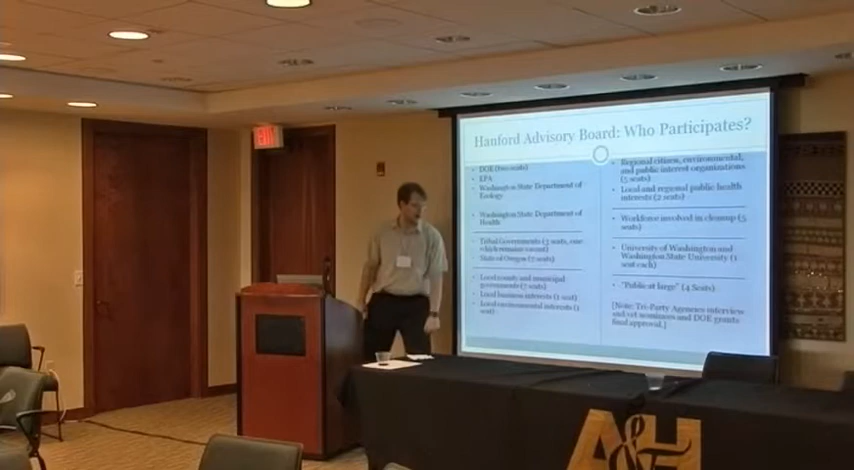 EXIT
Hanford Advisory Board: Who Participates?
• DOE (two seats)
• EPA
• Washington State Department of
Ecology
• Washington State Department of
Health
• Tribal Governments (3 seats, one
of which remains vacant)
• State of Oregon (2 seats)
• Local county and municipal
governments (7 seats)
• Local business interests (1 seat)
• Local environmental interests (1
seat)
• Regional citizen, environmental,
and public interest organizations
(5 seats)
• Local and regional public health
interests (2 seats)
• Workforce involved in cleanup (5
seats)
• University of Washington and
Washington State University (1
seat each)
• "Public at large" (4 Seats)
[Note: Tri-Party Agencies interview
and vet nominees and DOE grants
final approval.]
A&H